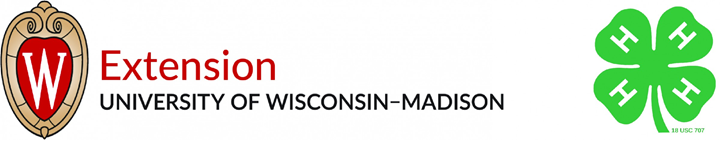 W
Extension
UNIVERSITY OF WISCONSIN–MADISON
H H
H H
18 USC 707